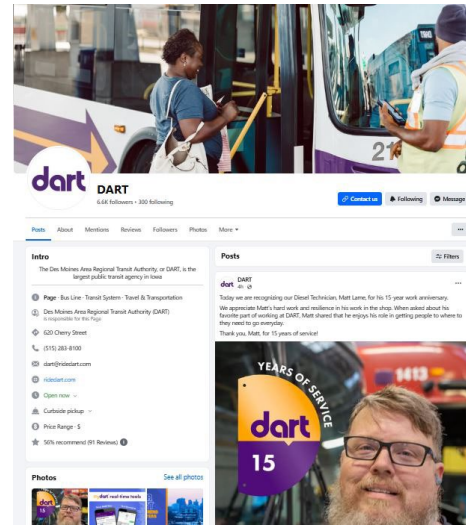 21
dart
DART
6.6K followers • 300 following
Contact us
Following
Message
Posts
About
Mentions
Reviews
Followers
Photos
More
Intro
The Des Moines Area Regional Transit Authority, or DART, is the
largest public transit agency in Iowa
Page · Bus Line · Transit System · Travel & Transportation
Des Moines Area Regional Transit Authority (DART)
is responsible for this Page
620 Cherry Street
(515) 283-8100
dart@ridedart.com
ridedart.com
Open now
Curbside pickup
Price Range · $
56% recommend (91 Reviews)
Photos
See all photos
dart
15
dart real-time tools
Posts
Filters
dart
DART
4h
Today we are recognizing our Diesel Technician, Matt Lame, for his 15-year work anniversary.
We appreciate Matt's hard work and resilience in his work in the shop. When asked about his
favorite part of working at DART, Matt shared that he enjoys his role in getting people to where to
they need to go everyday.
Thank you, Matt, for 15 years of service!
YEARS OF SERVICE
dart
15
1413